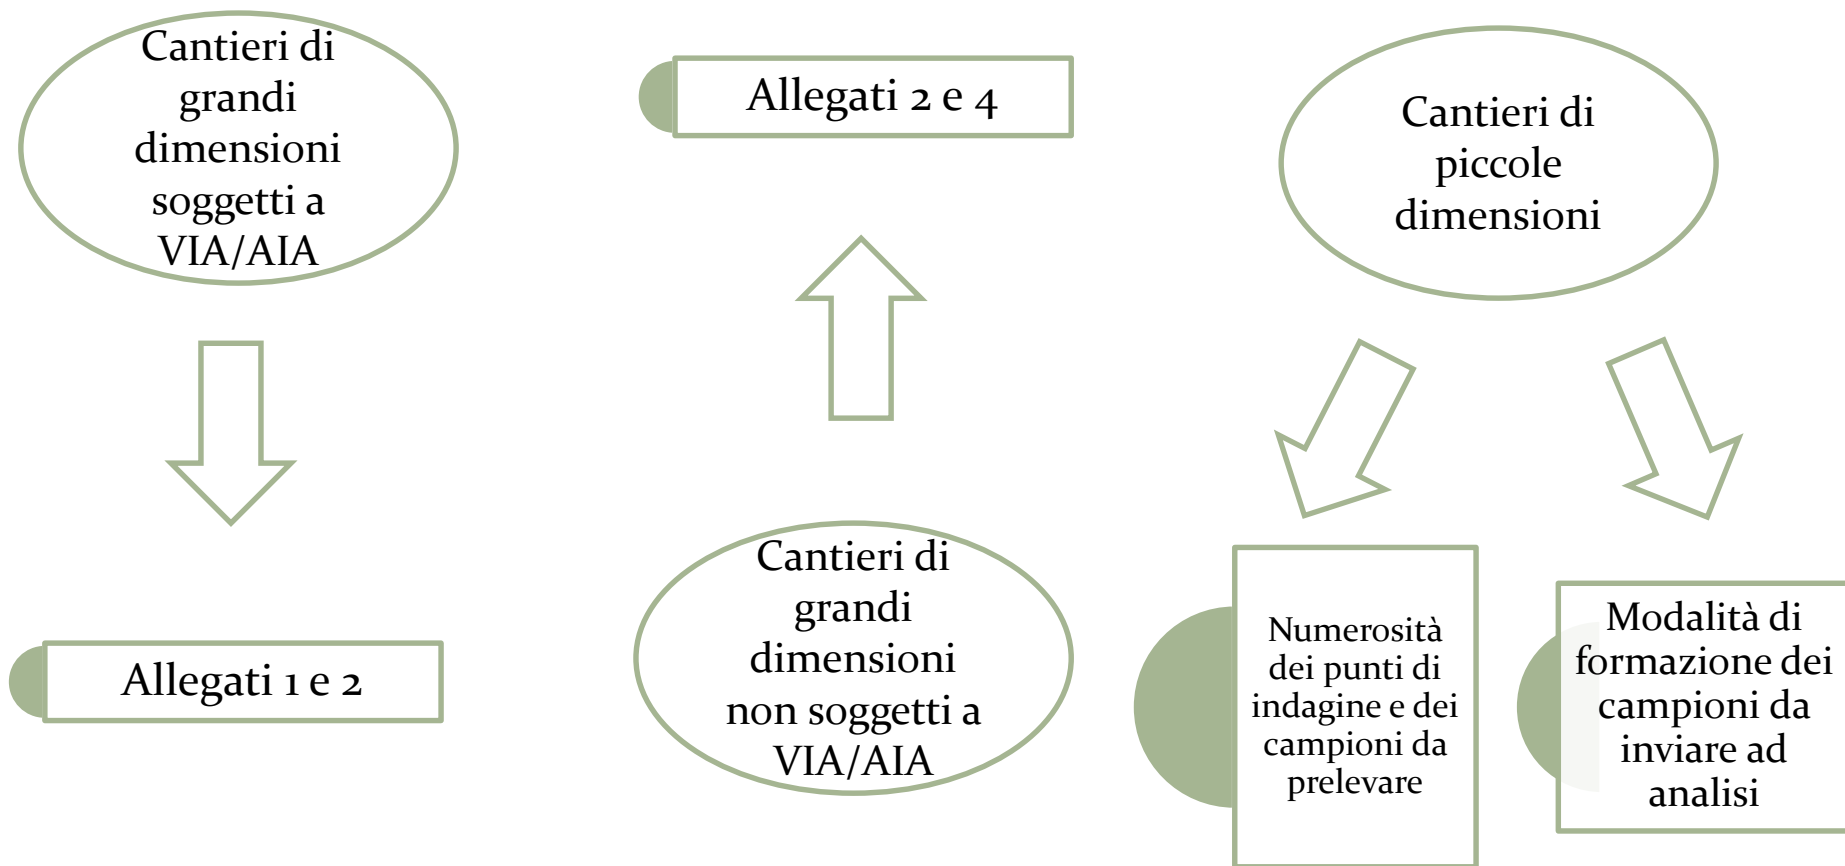 Cantieri di
grandi
dimensioni
soggetti a
VIA/AIA
Allegati 1 e 2
Allegati 2 e 4
Cantieri di
grandi
dimensioni
non soggetti a
VIA/AIA
Cantieri di
piccole
dimensioni
Numerosità
dei punti di
indagine e dei
campioni da
prelevare
Modalità di
formazione dei
campioni da
inviare ad
analisi